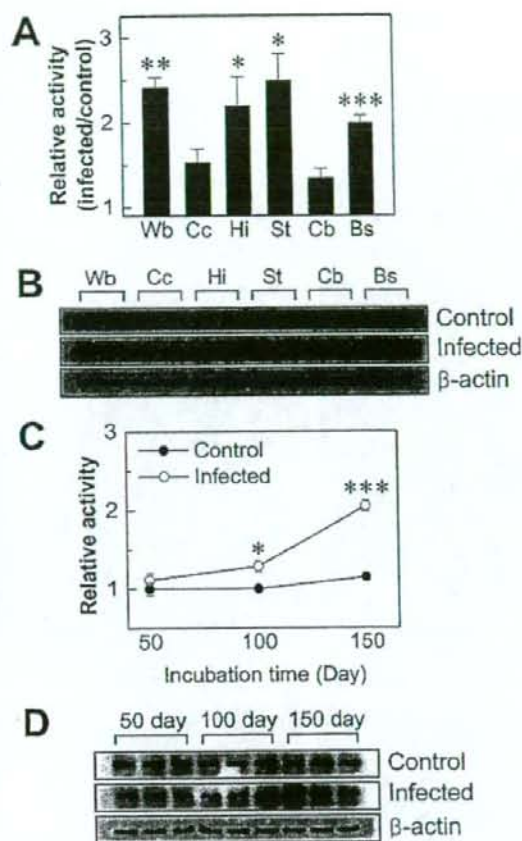 A
Relative activity
(infected/control)
3
2
1
** * * ***
Wb Cc Hi St Cb Bs
B
Wb Cc Hi St Cb Bs
Control
Infected
β-actin
C
Relative activity
3
2
1
Control
Infected
* ***
50 100 150
Incubation time (Day)
D
50 day 100 day 150 day
Control
Infected
β-actin